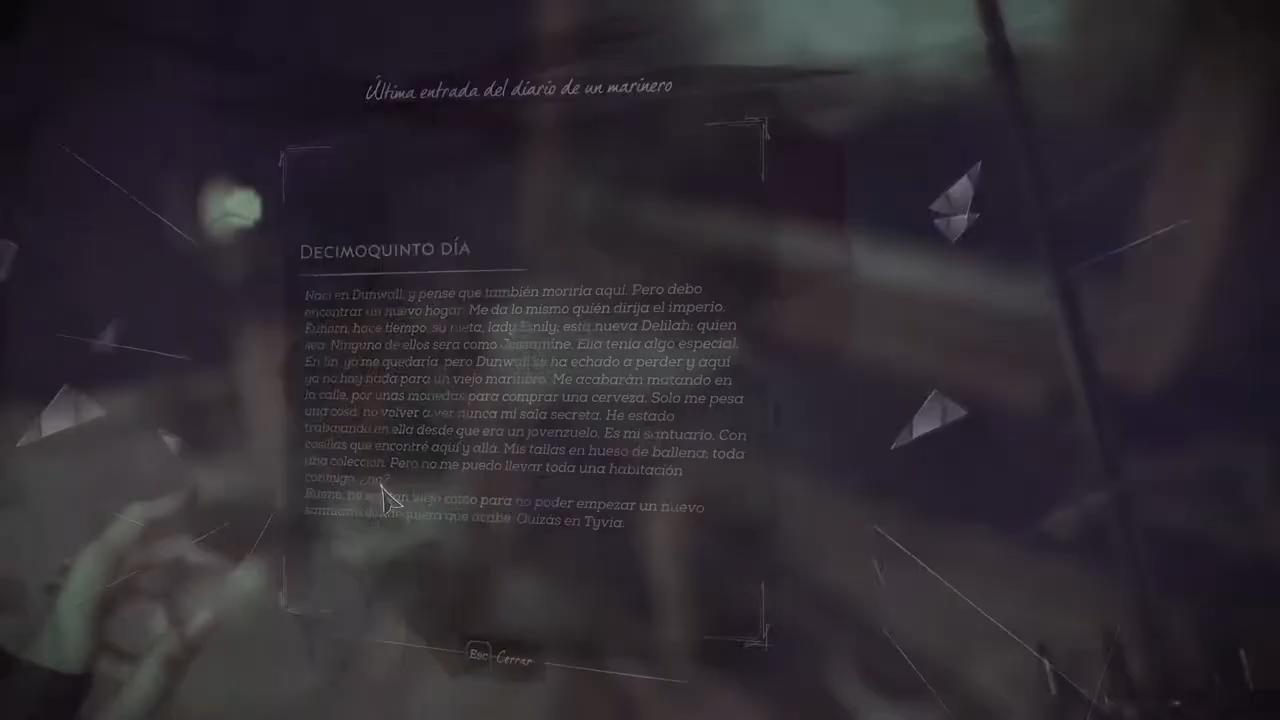 Última entrada del diario de un marinero
DECIMOQUINTO DÍA
Nací en Dunwall, y pensé que también moriría aquí. Pero debo
encontrar un nuevo hogar. Me da lo mismo quién dirija el imperio.
Euhorn, hace tiempo; su nieta, lady Emily; esta nueva Delilah; quien
sea. Ninguno de ellos será como Jessamine. Ella tenía algo especial.
En fin, yo me quedaría, pero Dunwall se ha echado a perder y aquí
ya no hay nada para un viejo marinero. Me acabarán matando en
la calle, por unas monedas para comprar una cerveza. Solo me pesa
una cosa: no volver a ver nunca mi sala secreta. He estado
trabajando en ella desde que era un jovenzuelo. Es mi santuario. Con
cosillas que encontré aquí y allá. Mis tallas en hueso de ballena; toda
una colección. Pero no me puedo llevar toda una habitación
conmigo, ¿no?
Bueno, no viejo como para no poder empezar un nuevo
santuario dondequiera que acabe. Quizás en Tyvia.
Esc Cerrar